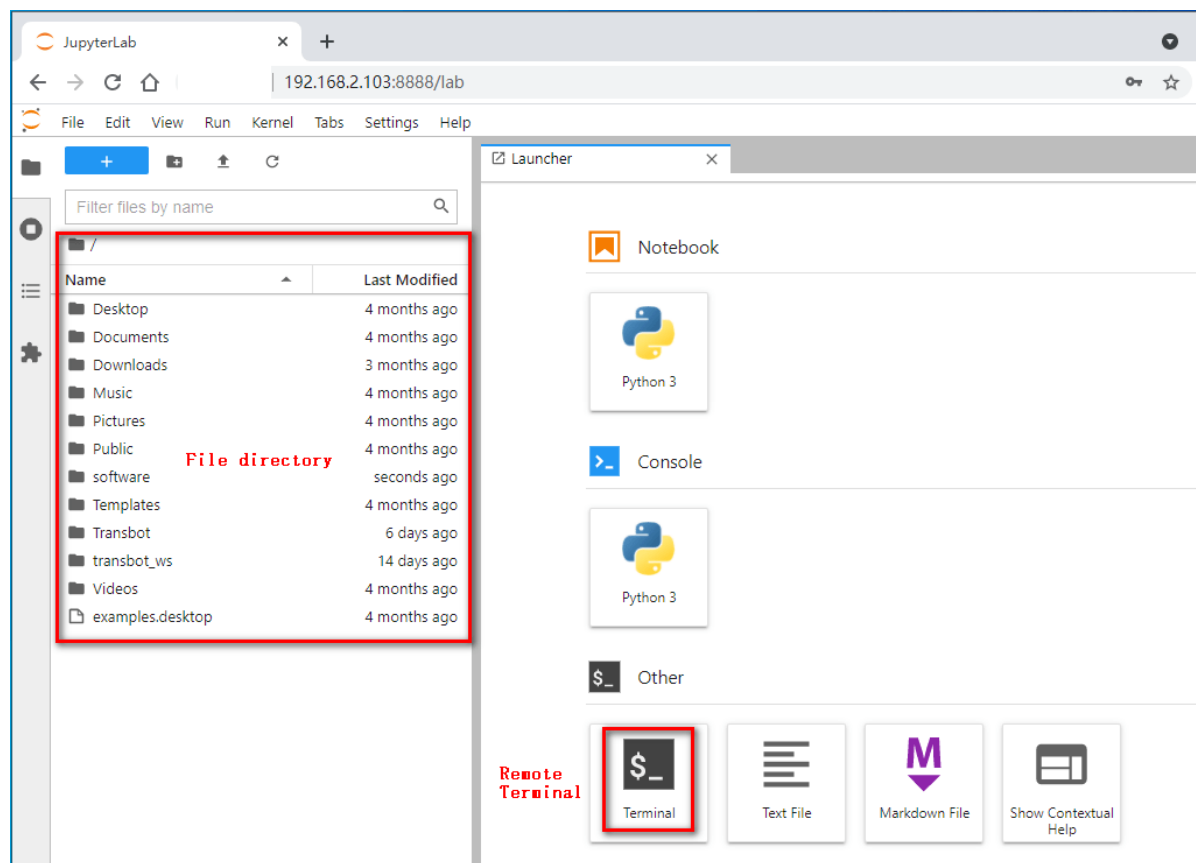 JupyterLab
192.168.2.103:8888/lab
File Edit View Run Kernel Tabs Settings Help
Launcher
Filter files by name
/
Name Last Modified
Desktop 4 months ago
Documents 4 months ago
Downloads 3 months ago
Music 4 months ago
Pictures 4 months ago
Public 4 months ago
software seconds ago
Templates 4 months ago
Transbot 6 days ago
transbot_ws 14 days ago
Videos 4 months ago
examples.desktop 4 months ago
File directory
Notebook
Python 3
Console
Python 3
$_ Other
Remote
Terminal
$_
Terminal
Text File
M
Markdown File
Show Contextual
Help